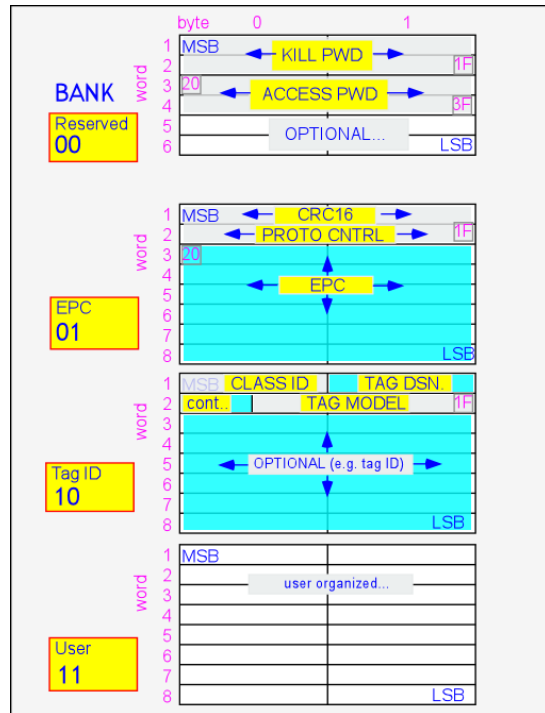 byte 0 1
1 MSB
KILL PWD
2 1F
word
3 20
ACCESS PWD
4 3F
BANK
Reserved
00
5
OPTIONAL...
6 LSB
1 MSB CRC16
2 PROTO CNTRL 1F
word
3 20
4
EPC
5
6
7
8 LSB
EPC
01
1 MSB CLASS ID TAG DSN.
2 cont.. TAG MODEL 1F
word
3
4
5 OPTIONAL (e.g. tag ID)
6
7
8 LSB
Tag ID
10
1 MSB
2
user organized...
word
3
4
5
6
7
8 LSB
User
11